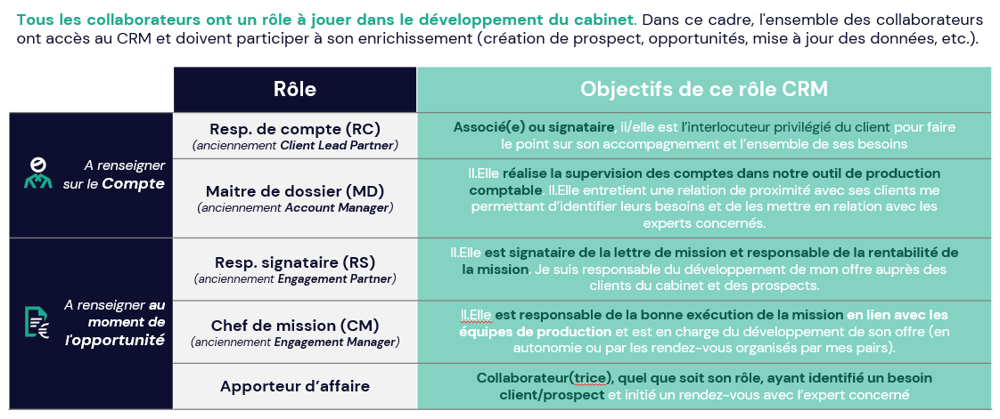 Tous les collaborateurs ont un rôle à jouer dans le développement du cabinet. Dans ce cadre, l'ensemble des collaborateurs
ont accès au CRM et doivent participer à son enrichissement (création de prospect, opportunités, mise à jour des données, etc.).
Rôle
Objectifs de ce rôle CRM
A renseigner
sur le Compte
Resp. de compte (RC)
(anciennement Client Lead Partner)
Associé(e) ou signataire, il/elle est l'interlocuteur privilégié du client pour faire
le point sur son accompagnement et l'ensemble de ses besoins
Maitre de dossier (MD)
(anciennement Account Manager)
Il.Elle réalise la supervision des comptes dans notre outil de production
comptable. Il.Elle entretient une relation de proximité avec ses clients me
permettant d'identifier leurs besoins et de les mettre en relation avec les
experts concernés.
A renseigner au
moment de
l'opportunité
Resp. signataire (RS)
(anciennement Engagement Partner)
Il.Elle est signataire de la lettre de mission et responsable de la rentabilité de
la mission. Je suis responsable du développement de mon offre auprès des
clients du cabinet et des prospects.
Chef de mission (CM)
(anciennement Engagement Manager)
Il.Elle est responsable de la bonne exécution de la mission en lien avec les
équipes de production et est en charge du développement de son offre (en
autonomie ou par les rendez-vous organisés par mes pairs).
Apporteur d'affaire
Collaborateur(trice), quel que soit son rôle, ayant identifié un besoin
client/prospect et initié un rendez-vous avec l'expert concerné